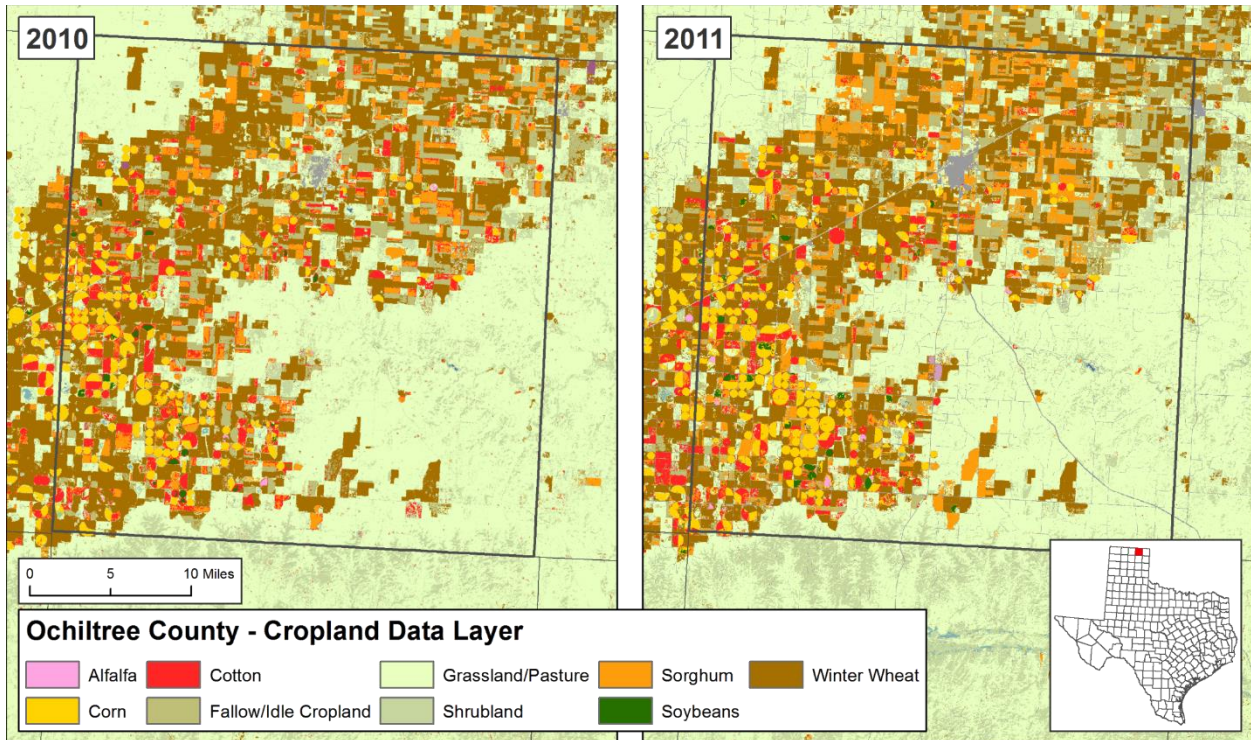 2010
2011
0 5 10 Miles
Ochiltree County - Cropland Data Layer
Alfalfa Cotton Grassland/Pasture Sorghum Winter Wheat
Corn Fallow/Idle Cropland Shrubland Soybeans